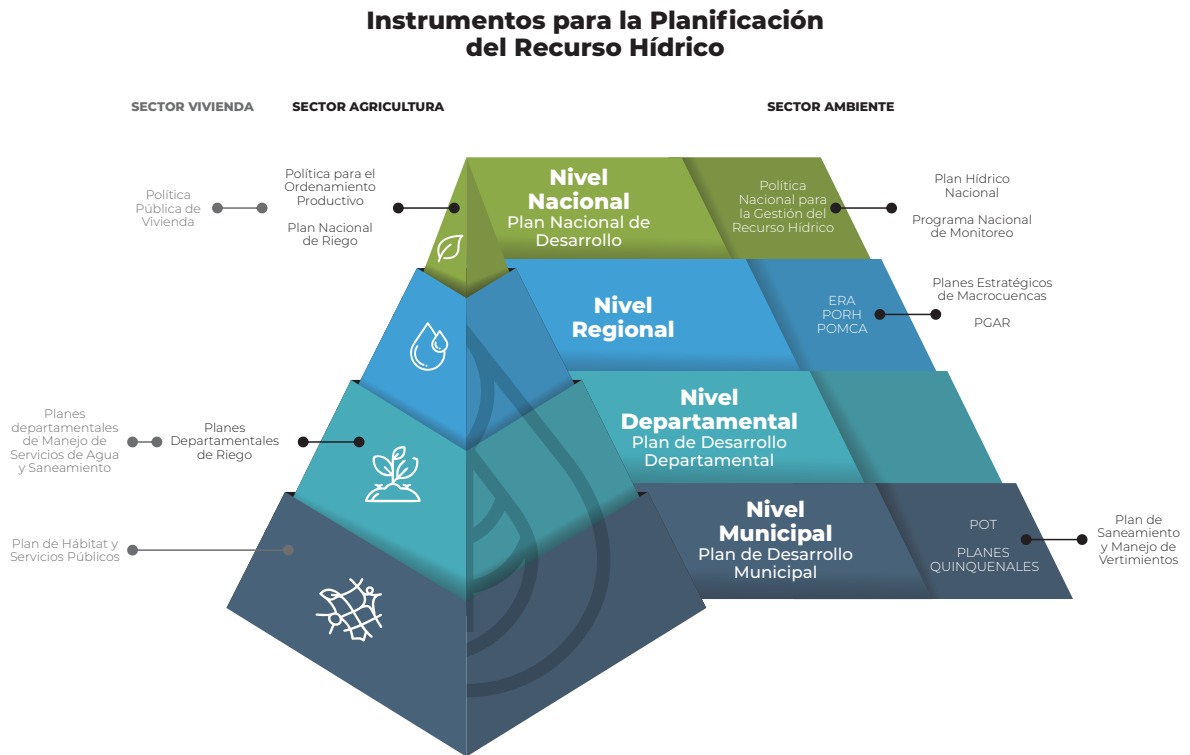 Instrumentos para la Planificación
del Recurso Hídrico
SECTOR VIVIENDA
SECTOR AGRICULTURA
SECTOR AMBIENTE
Política
Pública de
Vivienda
Política para el
Ordenamiento
Productivo
Plan Nacional
de Riego
Nivel
Nacional
Plan Nacional de
Desarrollo
Política
Nacional para
la Gestión del
Recurso Hídrico
Plan Hídrico
Nacional
Programa Nacional
de Monitoreo
Nivel
Regional
ERA
PORH
POMCA
Planes Estratégicos
de Macrocuencas
PGAR
Planes
departamentales
de Manejo de
Servicios de Agua
y Saneamiento
Planes
Departamentales
de Riego
Nivel
Departamental
Plan de Desarrollo
Departamental
Plan de Hábitat y
Servicios Públicos
Nivel
Municipal
Plan de Desarrollo
Municipal
POT
PLANES
QUINQUENALES
Plan de
Saneamiento
y Manejo de
Vertimientos